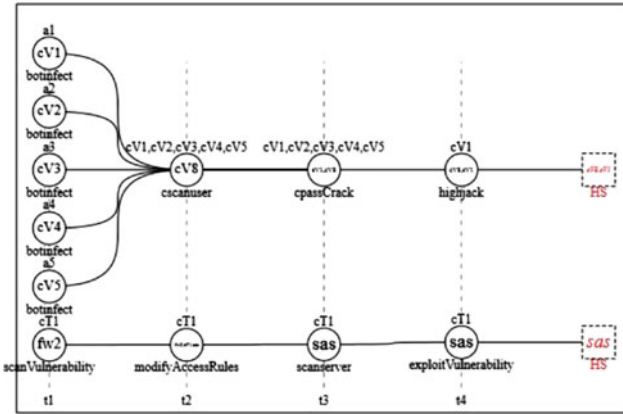 a1
cV1
botinfect
a2
cV2
botinfect
a3
cV3
botinfect
a4
cV4
botinfect
a5
cV5
botinfect
cV1,cV2,cV3,cV4,cV5
cV8
cscanuser
cV1,cV2,cV3,cV4,cV5
cpassCrack
cV1
highjack
HS
cT1
fw2
scanVulnerability
cT1
modifyAccessRules
cT1
sas
scanserver
cT1
sas
exploitVulnerability
sas
HS
t1
t2
t3
t4